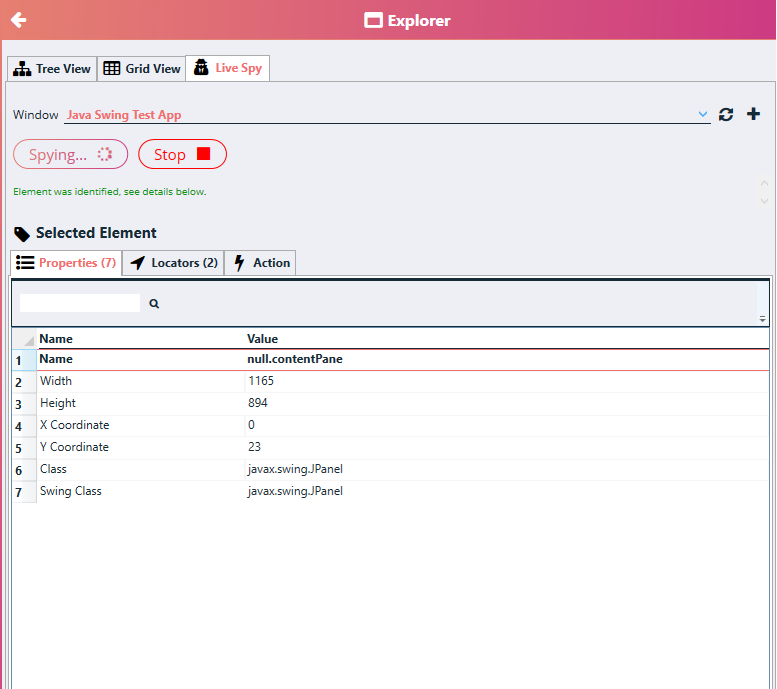 Explorer
Tree View Grid View Live Spy
Window Java Swing Test App
Spying... Stop
Element was identified, see details below.
Selected Element
Properties (7) Locators (2) Action
Name Value
1 Name null.contentPane
2 Width 1165
3 Height 894
4 X Coordinate 0
5 Y Coordinate 23
6 Class javax.swing.JPanel
7 Swing Class javax.swing.JPanel